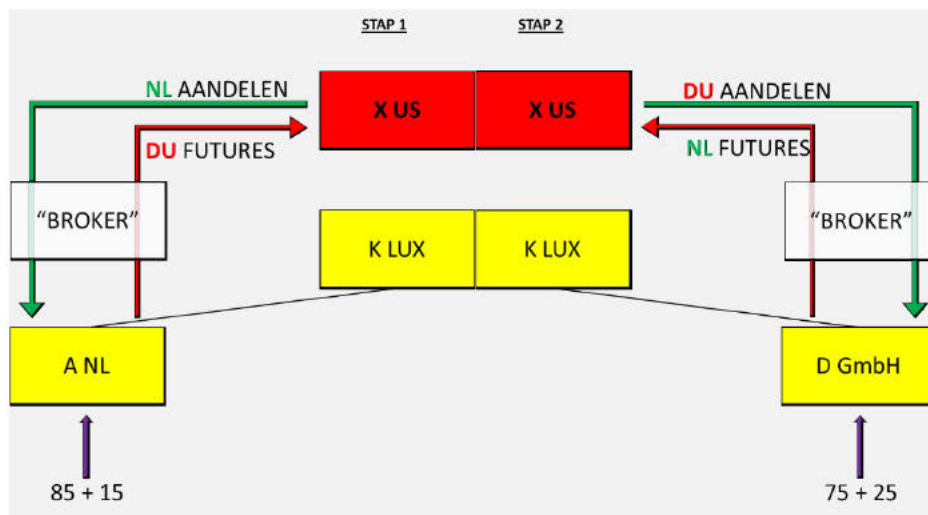 STAP 1 STAP 2
NL AANDELEN
X US X US
DU AANDELEN
DU FUTURES
NL FUTURES
“BROKER”
“BROKER”
K LUX K LUX
A NL
D GmbH
85 + 15
75 + 25